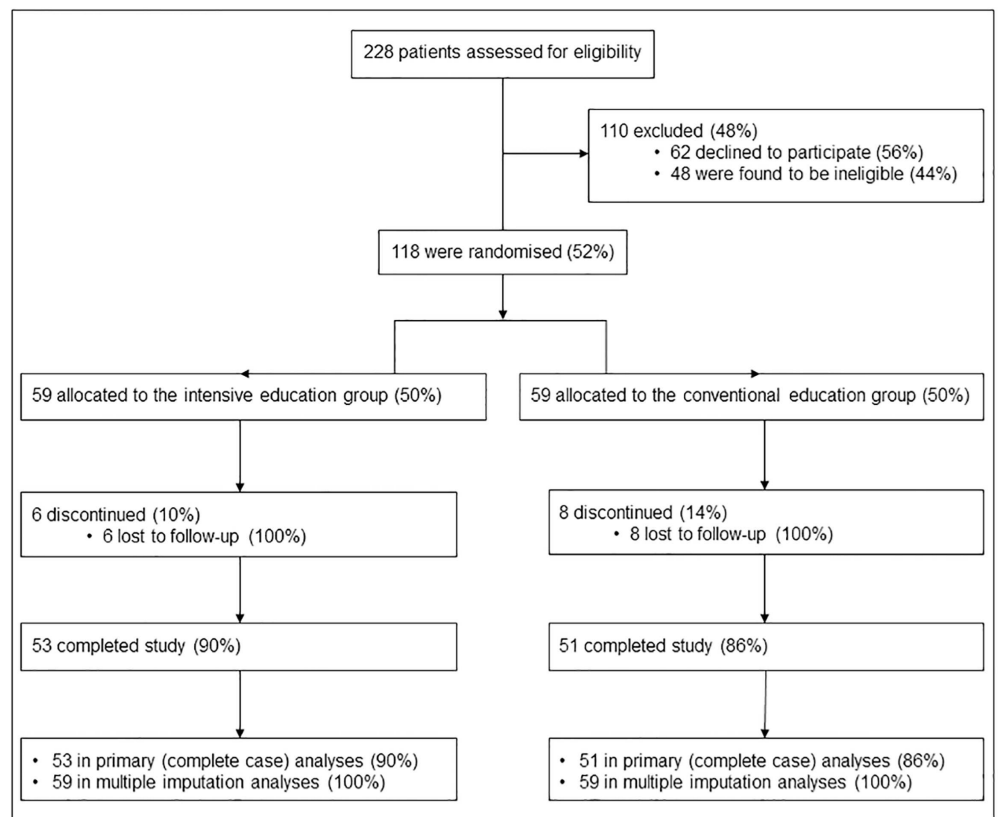 228 patients assessed for eligibility
110 excluded (48%)
• 62 declined to participate (56%)
• 48 were found to be ineligible (44%)
118 were randomised (52%)
59 allocated to the intensive education group (50%)
59 allocated to the conventional education group (50%)
6 discontinued (10%)
• 6 lost to follow-up (100%)
8 discontinued (14%)
• 8 lost to follow-up (100%)
53 completed study (90%)
51 completed study (86%)
• 53 in primary (complete case) analyses (90%)
• 59 in multiple imputation analyses (100%)
• 51 in primary (complete case) analyses (86%)
• 59 in multiple imputation analyses (100%)